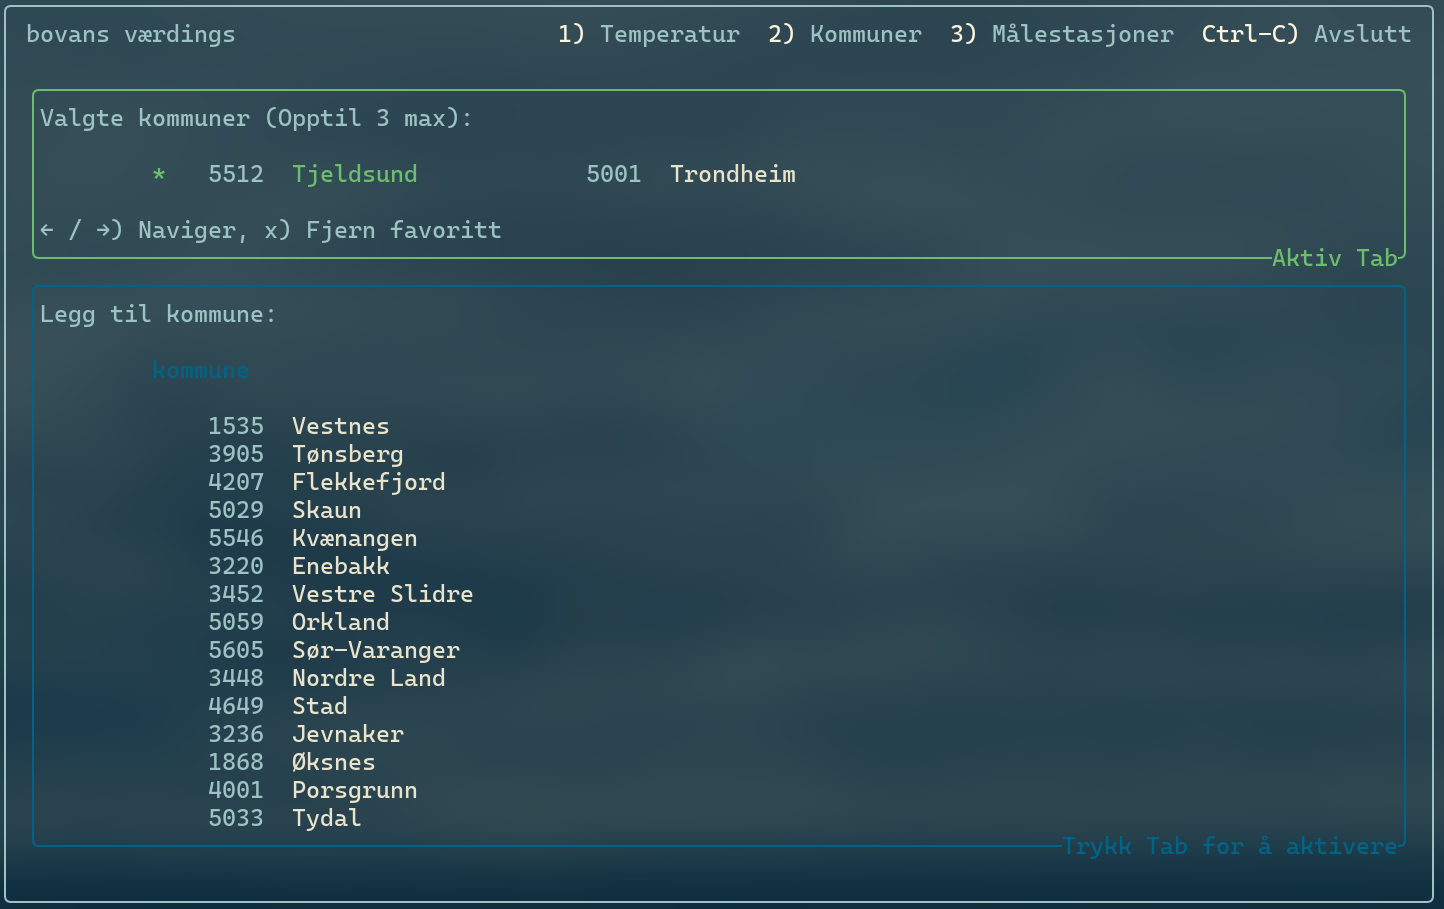 bovans værdings 1) Temperatur 2) Kommuner 3) Målestasjoner Ctrl-C) Avslutt
Valgte kommuner (Opptil 3 max):
* 5512 Tjeldsund 5001 Trondheim
← / →) Naviger, x) Fjern favoritt
Aktiv Tab
Legg til kommune:
kommune
1535 Vestnes
3905 Tønsberg
4207 Flekkefjord
5029 Skaun
5546 Kvænangen
3220 Enebakk
3452 Vestre Slidre
5059 Orkland
5605 Sør-Varanger
3448 Nordre Land
4649 Stad
3236 Jevnaker
1868 Øksnes
4001 Porsgrunn
5033 Tydal
Trykk Tab for å aktivere